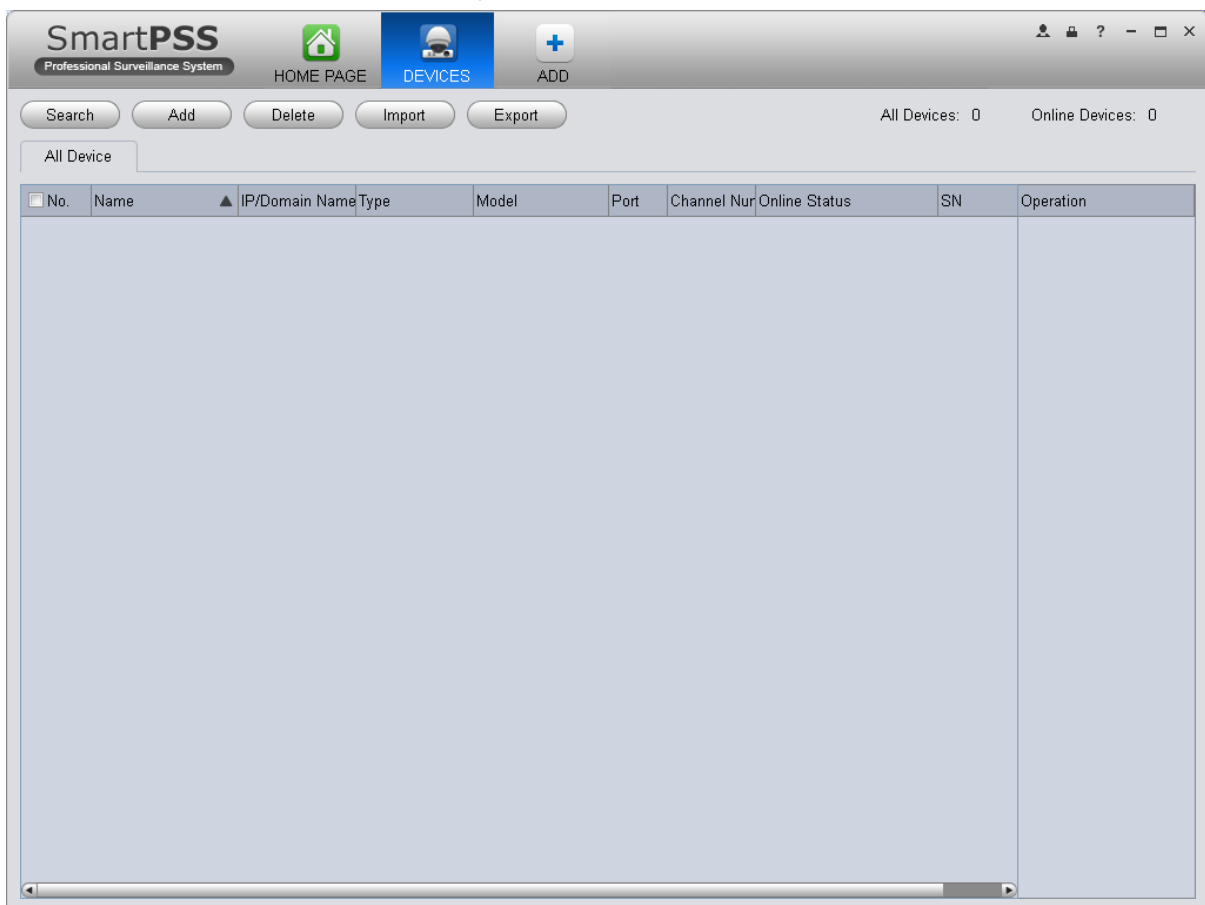 SmartPSS
Professional Surveillance System
HOME PAGE
DEVICES
ADD
?
Search
Add
Delete
Import
Export
All Devices: 0
Online Devices: 0
All Device
No.
Name
IP/Domain Name
Type
Model
Port
Channel Nur
Online Status
SN
Operation